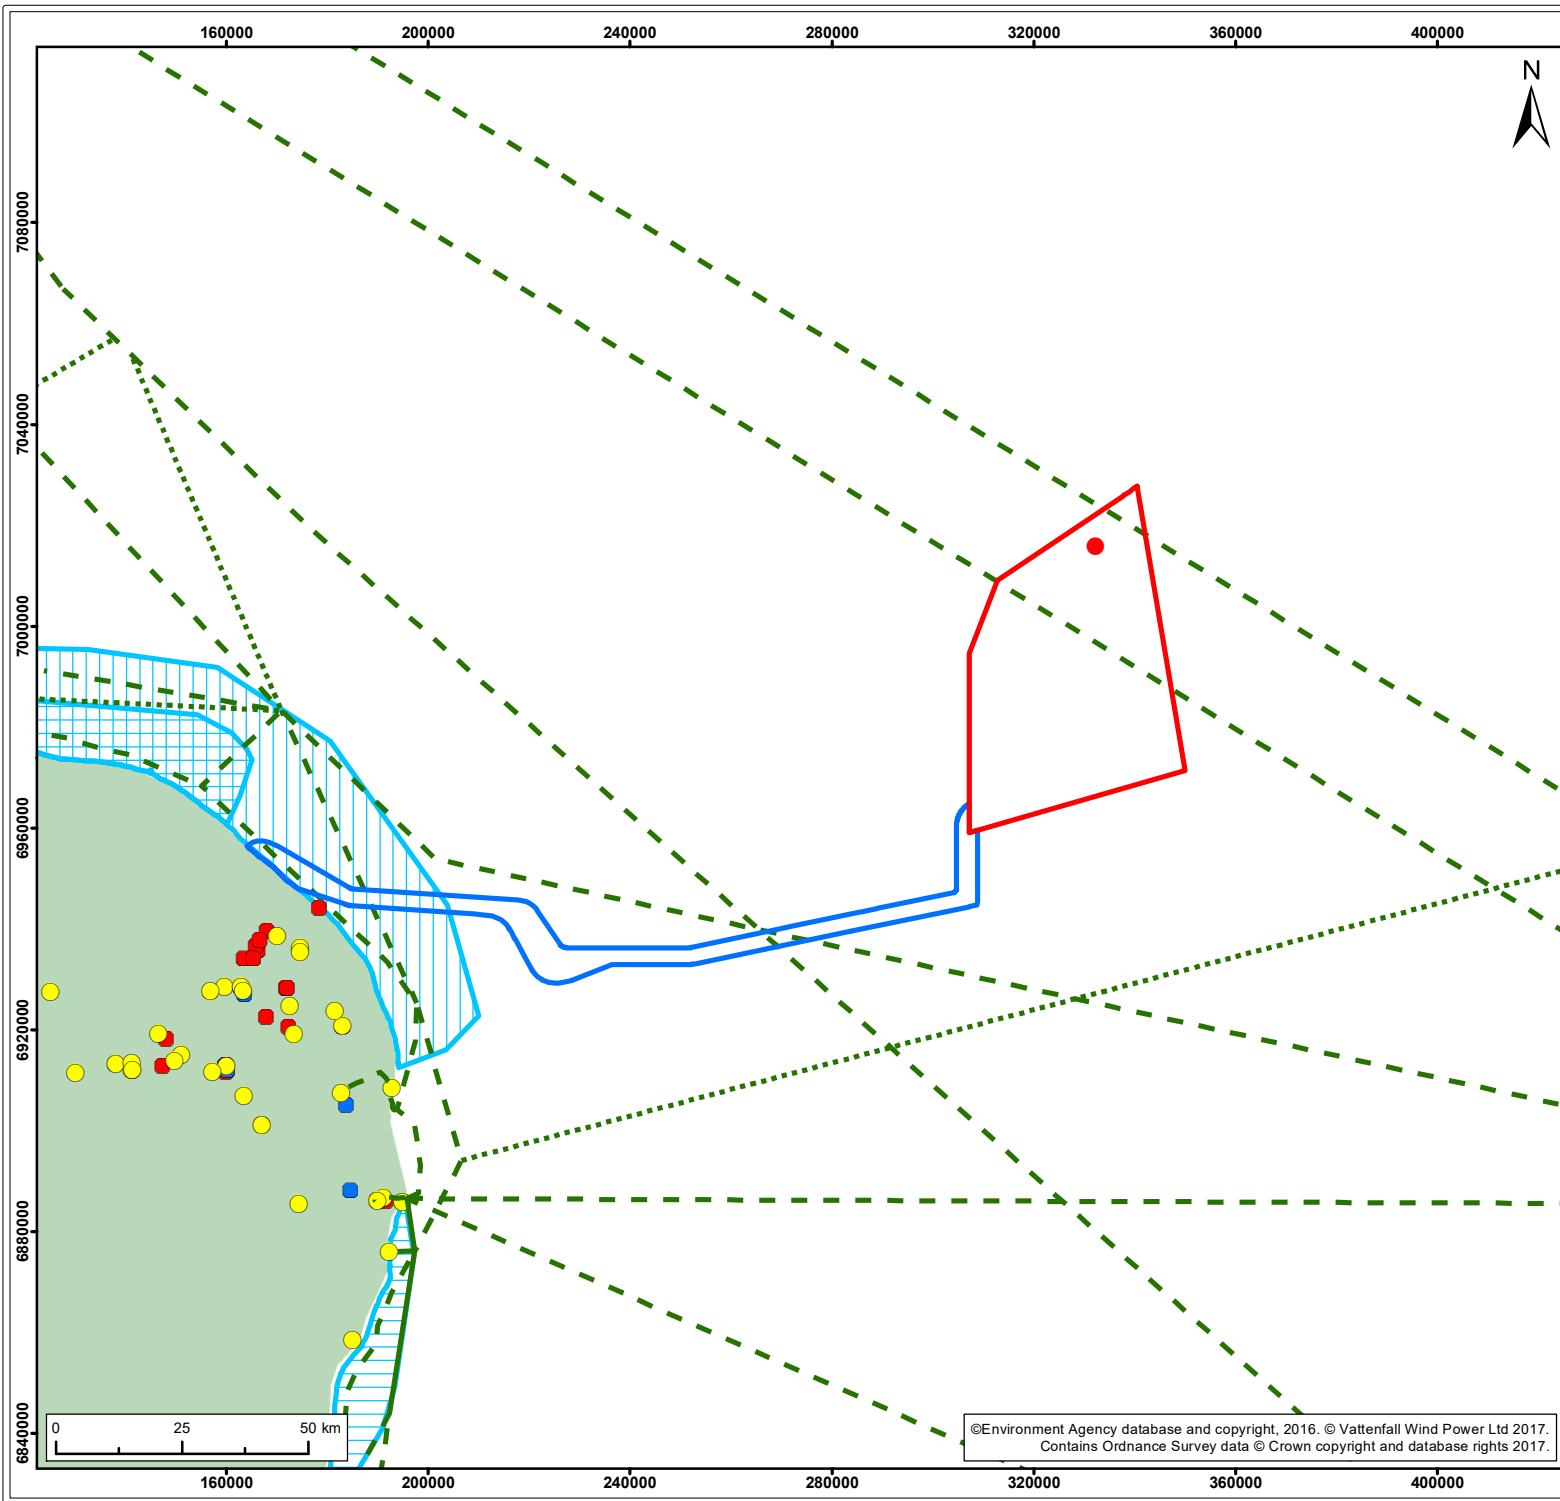 160000 200000 240000 280000 320000 360000 400000
N
7080000
7040000
7000000
6960000
6920000
6880000
6840000
0 25 50 km
©Environment Agency database and copyright, 2016. © Vattenfall Wind Power Ltd 2017.
Contains Ordnance Survey data © Crown copyright and database rights 2017.
160000 200000 240000 280000 320000 360000 400000